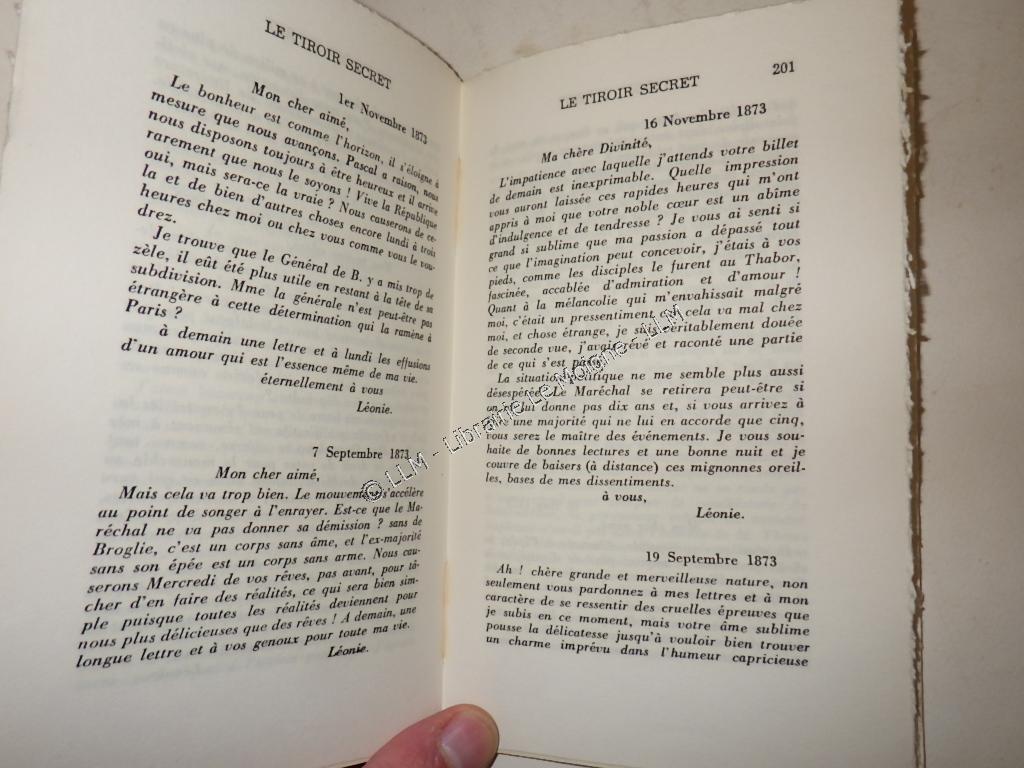 LE TIROIR SECRET
1er Novembre 1873
Mon cher aimé,
Le bonheur est comme l'horizon, il s'éloigne à
mesure que nous avançons. Pascal a raison, nous
nous disposons toujours à être heureux et il arrive
rarement que nous le soyons ! Vive la République
oui, mais sera-ce la vraie ? Nous causerons de ce-
la et de bien d'autres choses encore lundi à trois
heures chez moi ou chez vous comme vous le vou-
drez.
Je trouve que le Général de B. y a mis trop de
zèle, il eût été plus utile en restant à la tête de sa
subdivision. Mme la générale n'est peut-être pas
étrangère à cette détermination qui la ramène à
Paris ?
à demain une lettre et à lundi les effusions
d'un amour qui est l'essence même de ma vie.
éternellement à vous
Léonie.
7 Septembre 1873
Mon cher aimé,
Mais cela va trop bien. Le mouvement s'accélère
au point de songer à l'enrayer. Est-ce que le Ma-
réchal ne va pas donner sa démission ? sans de
Broglie, c'est un corps sans âme, et l'ex-majorité
sans son épée est un corps sans arme. Nous cau-
serons Mercredi de vos rêves, pas avant, pour tâ-
cher d'en faire des réalités, ce qui sera bien sim-
ple puisque toutes les réalités deviennent pour
nous plus délicieuses que des rêves ! A demain, une
longue lettre et à vos genoux pour toute ma vie.
Léonie.
LE TIROIR SECRET 201
16 Novembre 1873
Ma chère Divinité,
L'impatience avec laquelle j'attends votre billet
de demain est inexprimable. Quelle impression
vous auront laissée ces rapides heures qui m'ont
appris à moi que votre noble cœur est un abîme
d'indulgence et de tendresse ? Je vous ai senti si
grand si sublime que ma passion a dépassé tout
ce que l'imagination peut concevoir, j'étais à vos
pieds, comme les disciples le furent au Thabor,
fascinée, accablée d'admiration et d'amour !
Quant à la mélancolie qui m'envahissait malgré
moi, c'était un pressentiment car cela va mal chez
moi, et chose étrange, je suis véritablement douée
de seconde vue, j'avais rêvé et raconté une partie
de ce qui s'est passé.
La situation politique ne me semble plus aussi
désespérée. Le Maréchal se retirera peut-être si
on ne lui donne pas dix ans et, si vous arrivez à
faire une majorité qui ne lui en accorde que cinq,
vous serez le maître des événements. Je vous sou-
haite de bonnes lectures et une bonne nuit et je
couvre de baisers (à distance) ces mignonnes oreil-
les, bases de mes dissentiments.
à vous,
Léonie.
19 Septembre 1873
Ah ! chère grande et merveilleuse nature, non
seulement vous pardonnez à mes lettres et à mon
caractère de se ressentir des cruelles épreuves que
je subis en ce moment, mais votre âme sublime
pousse la délicatesse jusqu'à vouloir bien trouver
un charme imprévu dans l'humeur capricieuse
© LLM - Librairie Le Moigne - LLM